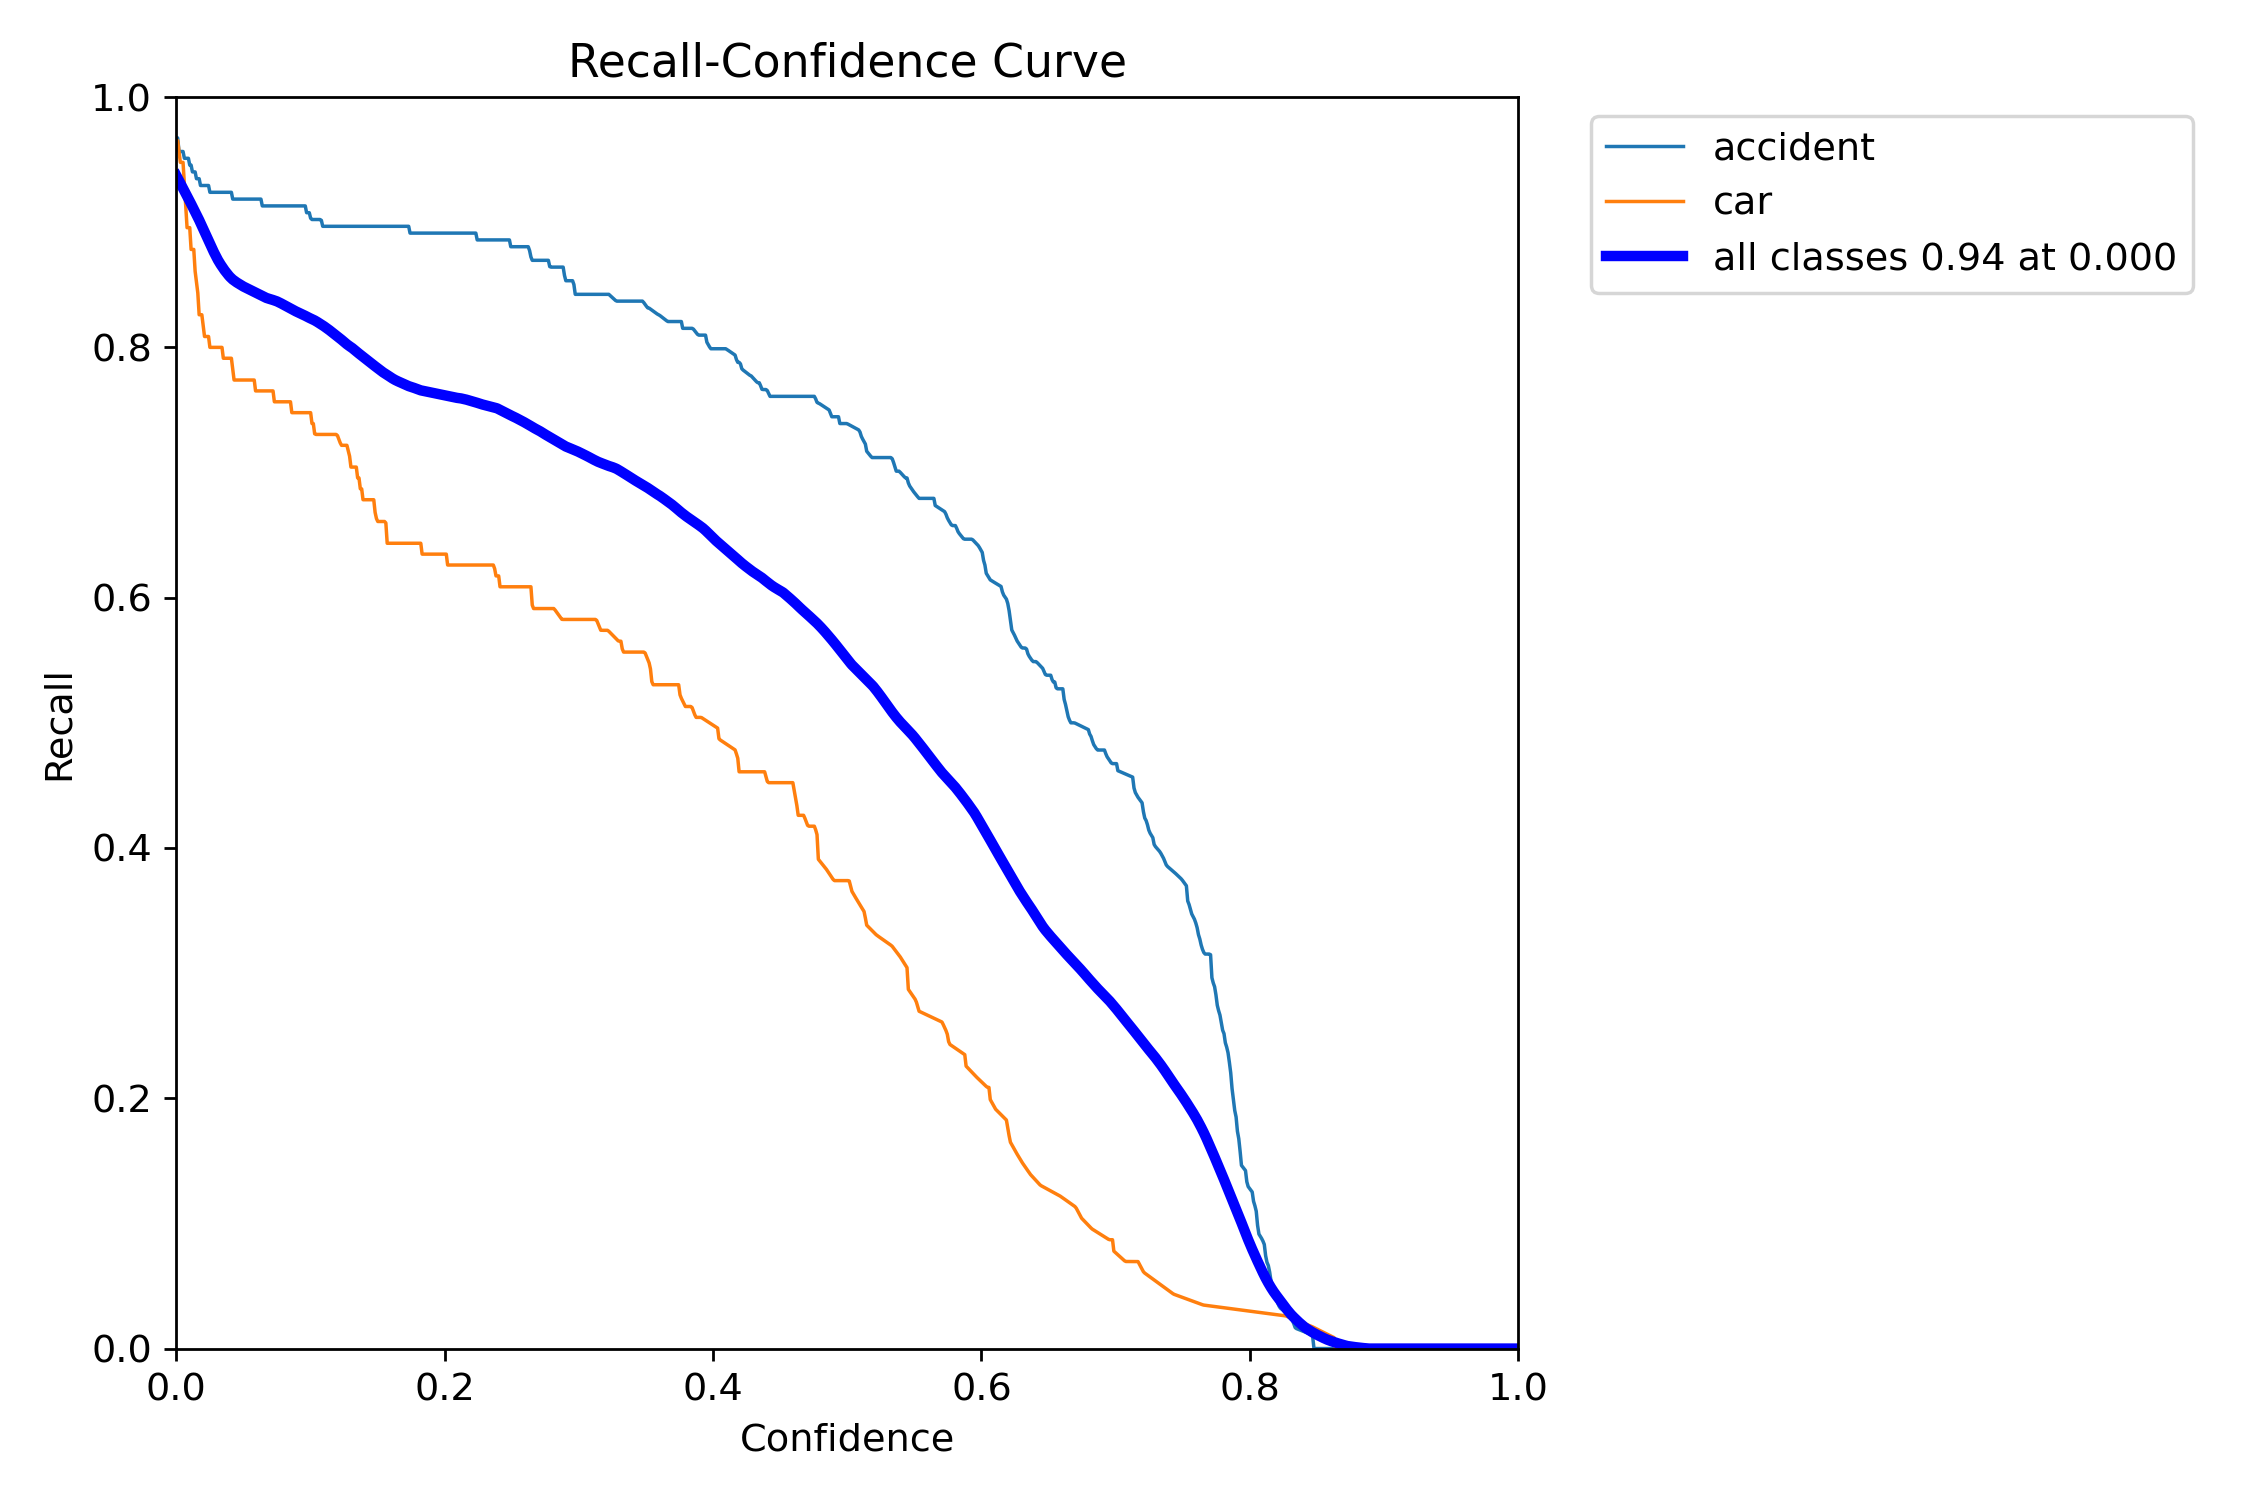 Recall-Confidence Curve
accident
car
all classes 0.94 at 0.000
Recall
1.0
0.8
0.6
0.4
0.2
0.0
0.0 0.2 0.4 0.6 0.8 1.0
Confidence